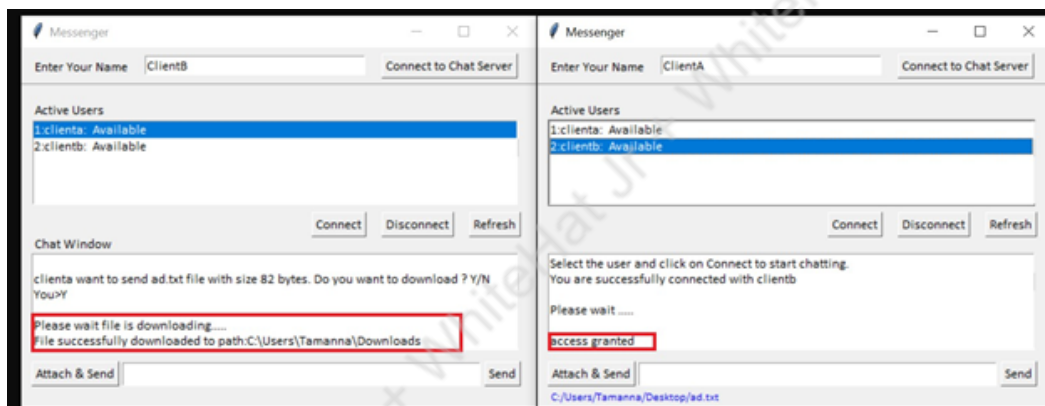 Messenger
Enter Your Name ClientB Connect to Chat Server
Active Users
1:clienta: Available
2:clientb: Available
Connect Disconnect Refresh
Chat Window
clienta want to send ad.txt file with size 82 bytes. Do you want to download ? Y/N
You>Y
Please wait file is downloading.....
File successfully downloaded to path:C:\Users\Tamanna\Downloads
Attach & Send Send
Messenger
Enter Your Name ClientA Connect to Chat Server
Active Users
1:clienta: Available
2:clientb: Available
Connect Disconnect Refresh
Select the user and click on Connect to start chatting.
You are successfully connected with clientb
Please wait .....
access granted
Attach & Send Send
C:/Users/Tamanna/Desktop/ad.txt